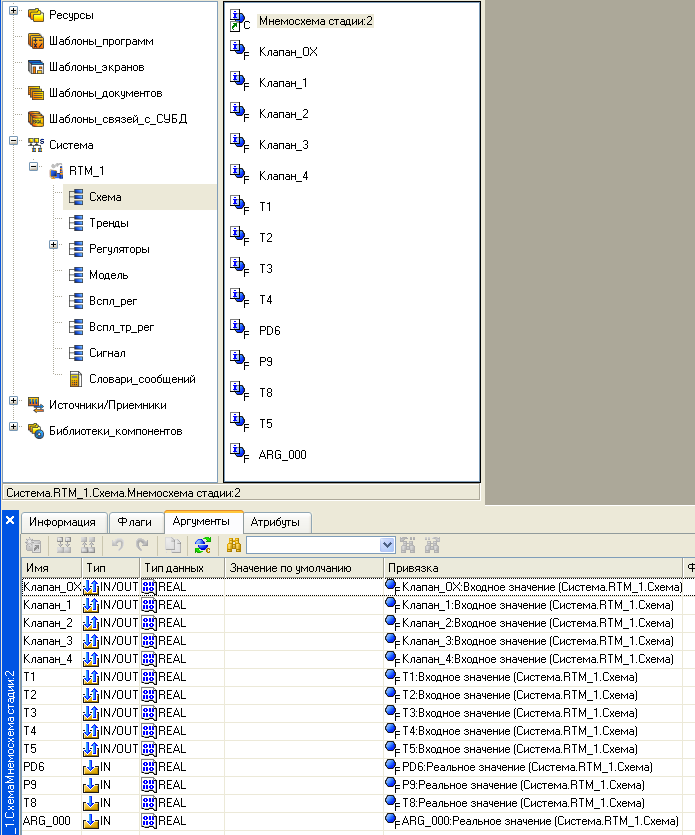 Ресурсы
Шаблоны_программ
Шаблоны_экранов
Шаблоны_документов
Шаблоны_связей_с_СУБД
Система
RTM_1
Схема
Тренды
Регуляторы
Модель
Вспл_рег
Вспл_тр_рег
Сигнал
Словари_сообщений
Источники/Приемники
Библиотеки_компонентов
Мнемосхема стадии:2
Клапан_ОХ
Клапан_1
Клапан_2
Клапан_3
Клапан_4
T1
T2
T3
T4
PD6
P9
T8
T5
ARG_000
Система.RTM_1.Схема.Мнемосхема стадии:2
Информация Флаги Аргументы Атрибуты
Имя Тип Тип данных Значение по умолчанию Привязка Ф
Клапан_ОХ IN/OUT REAL Клапан_ОХ:Входное значение (Система.RTM_1.Схема)
Клапан_1 IN/OUT REAL Клапан_1:Входное значение (Система.RTM_1.Схема)
Клапан_2 IN/OUT REAL Клапан_2:Входное значение (Система.RTM_1.Схема)
Клапан_3 IN/OUT REAL Клапан_3:Входное значение (Система.RTM_1.Схема)
Клапан_4 IN/OUT REAL Клапан_4:Входное значение (Система.RTM_1.Схема)
T1 IN/OUT REAL T1:Входное значение (Система.RTM_1.Схема)
T2 IN/OUT REAL T2:Входное значение (Система.RTM_1.Схема)
T3 IN/OUT REAL T3:Входное значение (Система.RTM_1.Схема)
T4 IN/OUT REAL T4:Входное значение (Система.RTM_1.Схема)
T5 IN/OUT REAL T5:Входное значение (Система.RTM_1.Схема)
PD6 IN REAL PD6:Реальное значение (Система.RTM_1.Схема)
P9 IN REAL P9:Реальное значение (Система.RTM_1.Схема)
T8 IN REAL T8:Реальное значение (Система.RTM_1.Схема)
ARG_000 IN REAL ARG_000:Реальное значение (Система.RTM_1.Схема)
_1.Схема\Мнемосхема стадии:2